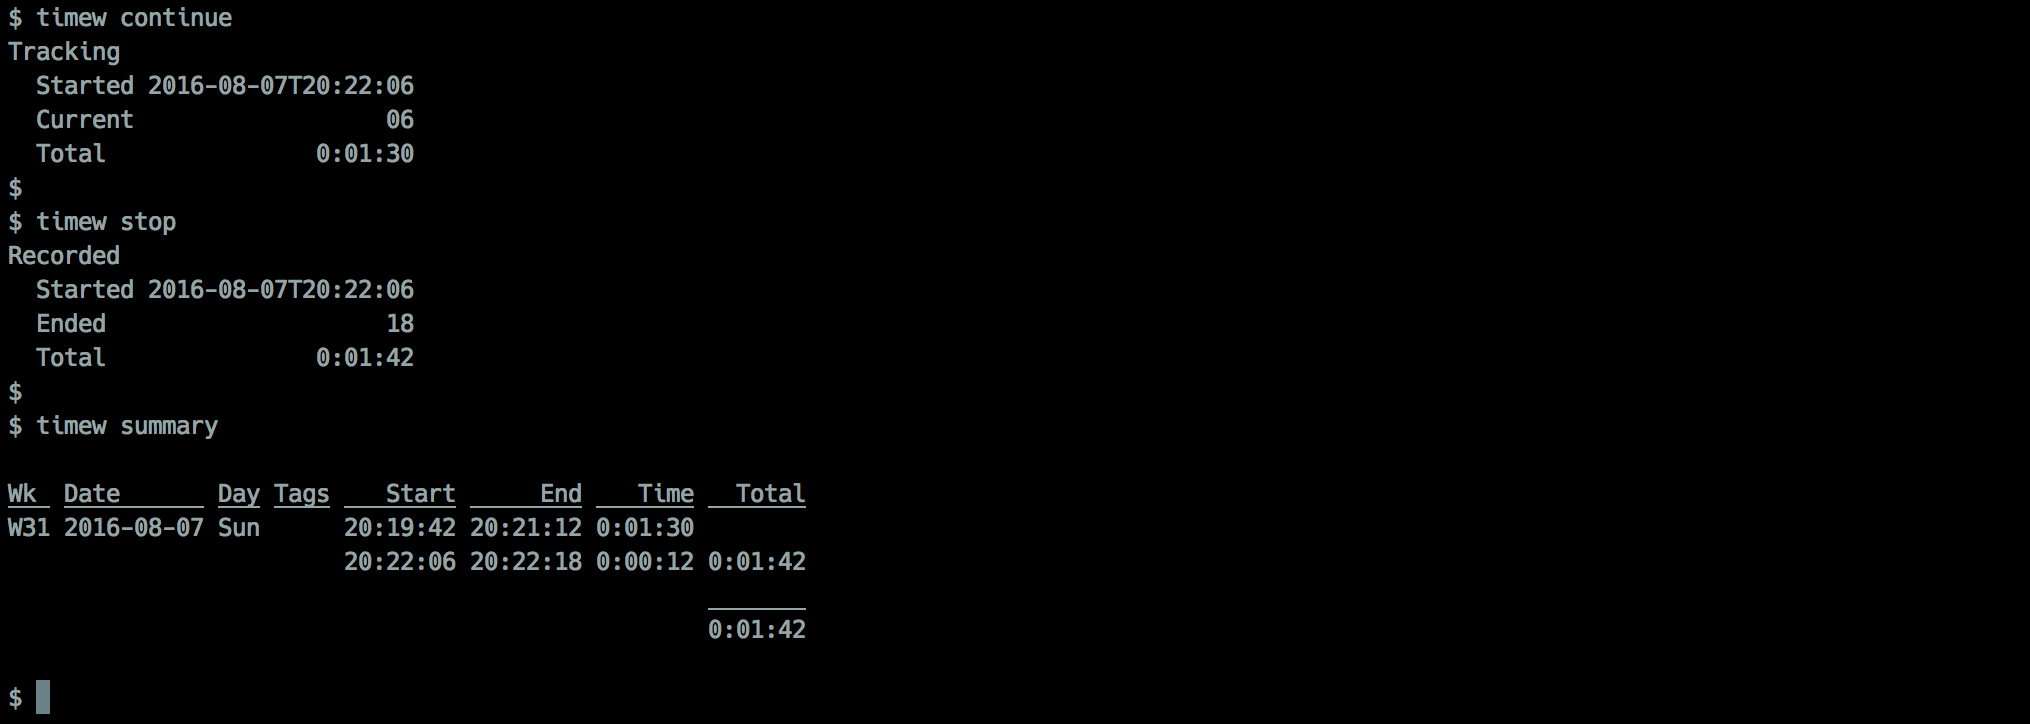 $ timew continue
Tracking
  Started 2016-08-07T20:22:06
  Current                  06
  Total               0:01:30
$
$ timew stop
Recorded
  Started 2016-08-07T20:22:06
  Ended                    18
  Total               0:01:42
$
$ timew summary
Wk  Date       Day Tags    Start      End    Time   Total
W31 2016-08-07 Sun      20:19:42 20:21:12 0:01:30
                        20:22:06 20:22:18 0:00:12 0:01:42
                                                  0:01:42
$